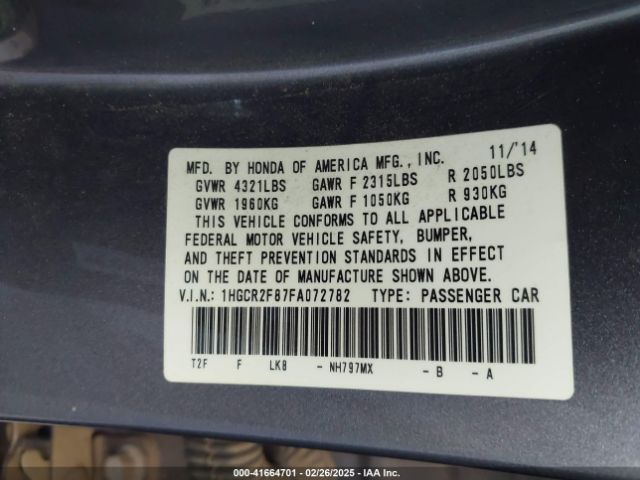 MFD. BY HONDA OF AMERICA MFG., INC. 11/'14
GVWR 4321LBS GAWR F 2315LBS R 2050LBS
GVWR 1960KG GAWR F 1050KG R 930KG
THIS VEHICLE CONFORMS TO ALL APPLICABLE
FEDERAL MOTOR VEHICLE SAFETY, BUMPER,
AND THEFT PREVENTION STANDARDS IN EFFECT
ON THE DATE OF MANUFACTURE SHOWN ABOVE.
V.I.N.: 1HGCR2F87FA072782 TYPE: PASSENGER CAR
T2F F LK8 - NH797MX - B - A
000-41664701 / 02/26/2025 - IAA Inc.